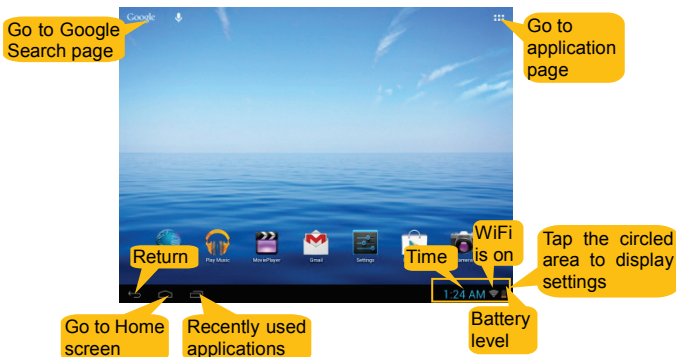 Go to Google
Search page
Google
Go to
application
page
Return
Play Music
MoviePlayer
Gmail
Settings
Time
WiFi
is on
Tap the circled
area to display
settings
1:24 AM
Go to Home
screen
Recently used
applications
Battery
level